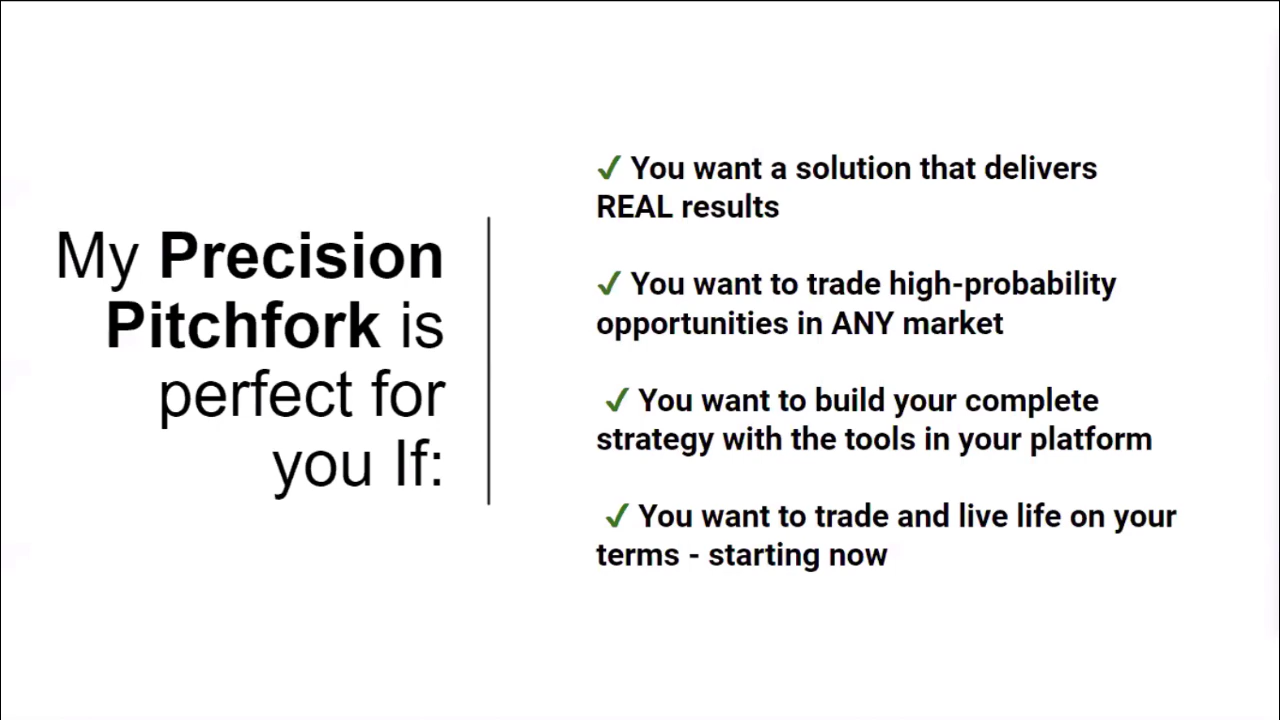 My Precision
Pitchfork is
perfect for
you If:
✓ You want a solution that delivers
REAL results
✓ You want to trade high-probability
opportunities in ANY market
✓ You want to build your complete
strategy with the tools in your platform
✓ You want to trade and live life on your
terms - starting now